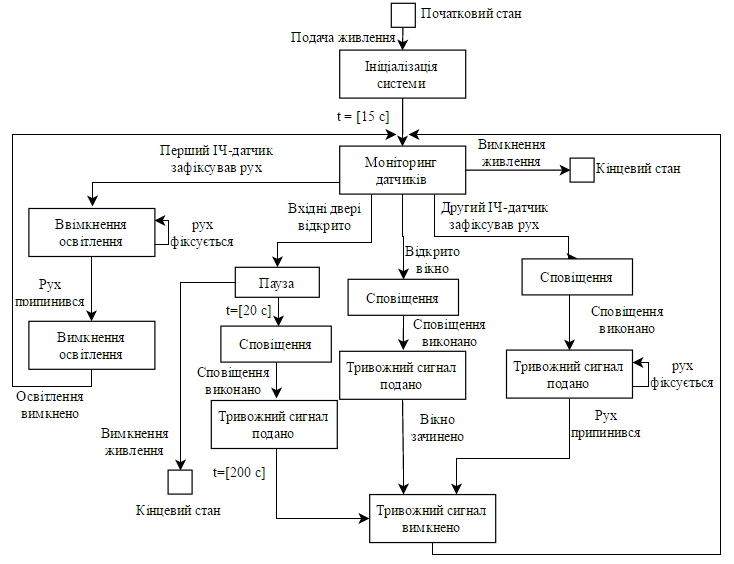 Початковий стан
Подача живлення
Ініціалізація
системи
t = [15 с]
Перший ІЧ-датчик
зафіксував рух
Моніторинг
датчиків
Вимкнення
живлення
Кінцевий стан
Ввімкнення
освітлення
рух
фіксується
Вхідні двері
відкрито
Другий ІЧ-датчик
зафіксував рух
Відкрито
вікно
Рух
припинився
Пауза
Сповіщення
Сповіщення
t=[20 с]
Сповіщення
виконано
Сповіщення
виконано
Вимкнення
освітлення
Сповіщення
Сповіщення
виконано
Тривожний сигнал
подано
Тривожний сигнал
подано
рух
фіксується
Освітлення
вимкнено
Тривожний сигнал
подано
Вікно
зачинено
Рух
припинився
Вимкнення
живлення
t=[200 с]
Кінцевий стан
Тривожний сигнал
вимкнено